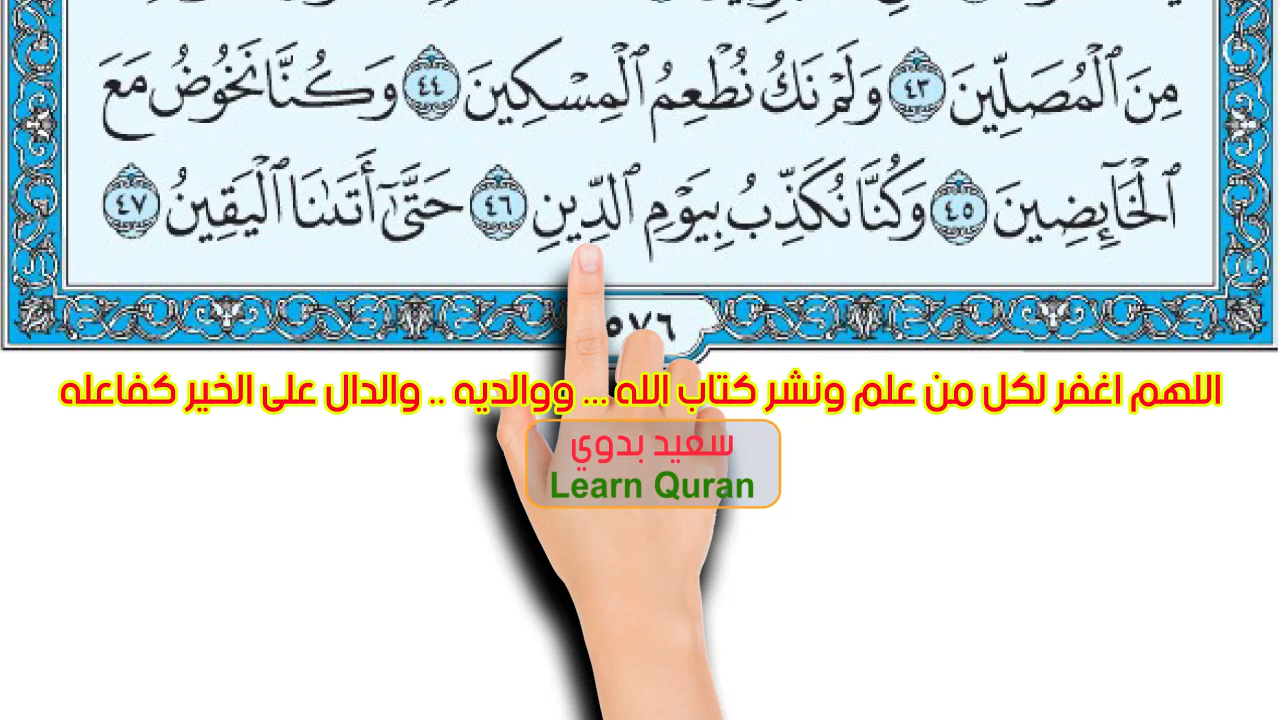 مِنَ ٱلْمُصَلِّينَ ٤٣ وَلَمْ نَكُ نُطْعِمُ ٱلْمِسْكِينَ ٤٤ وَكُنَّا نَخُوضُ مَعَ
ٱلْخَآئِضِينَ ٤٥ وَكُنَّا نُكَذِّبُ بِيَوْمِ ٱلدِّينِ ٤٦ حَتَّىٰٓ أَتَىٰنَا ٱلْيَقِينُ ٤٧
٥٧٦
اللهم اغفر لكل من علم ونشر كتاب الله ... ووالديه .. والدال على الخير كفاعله
سعيد بدوي
Learn Quran